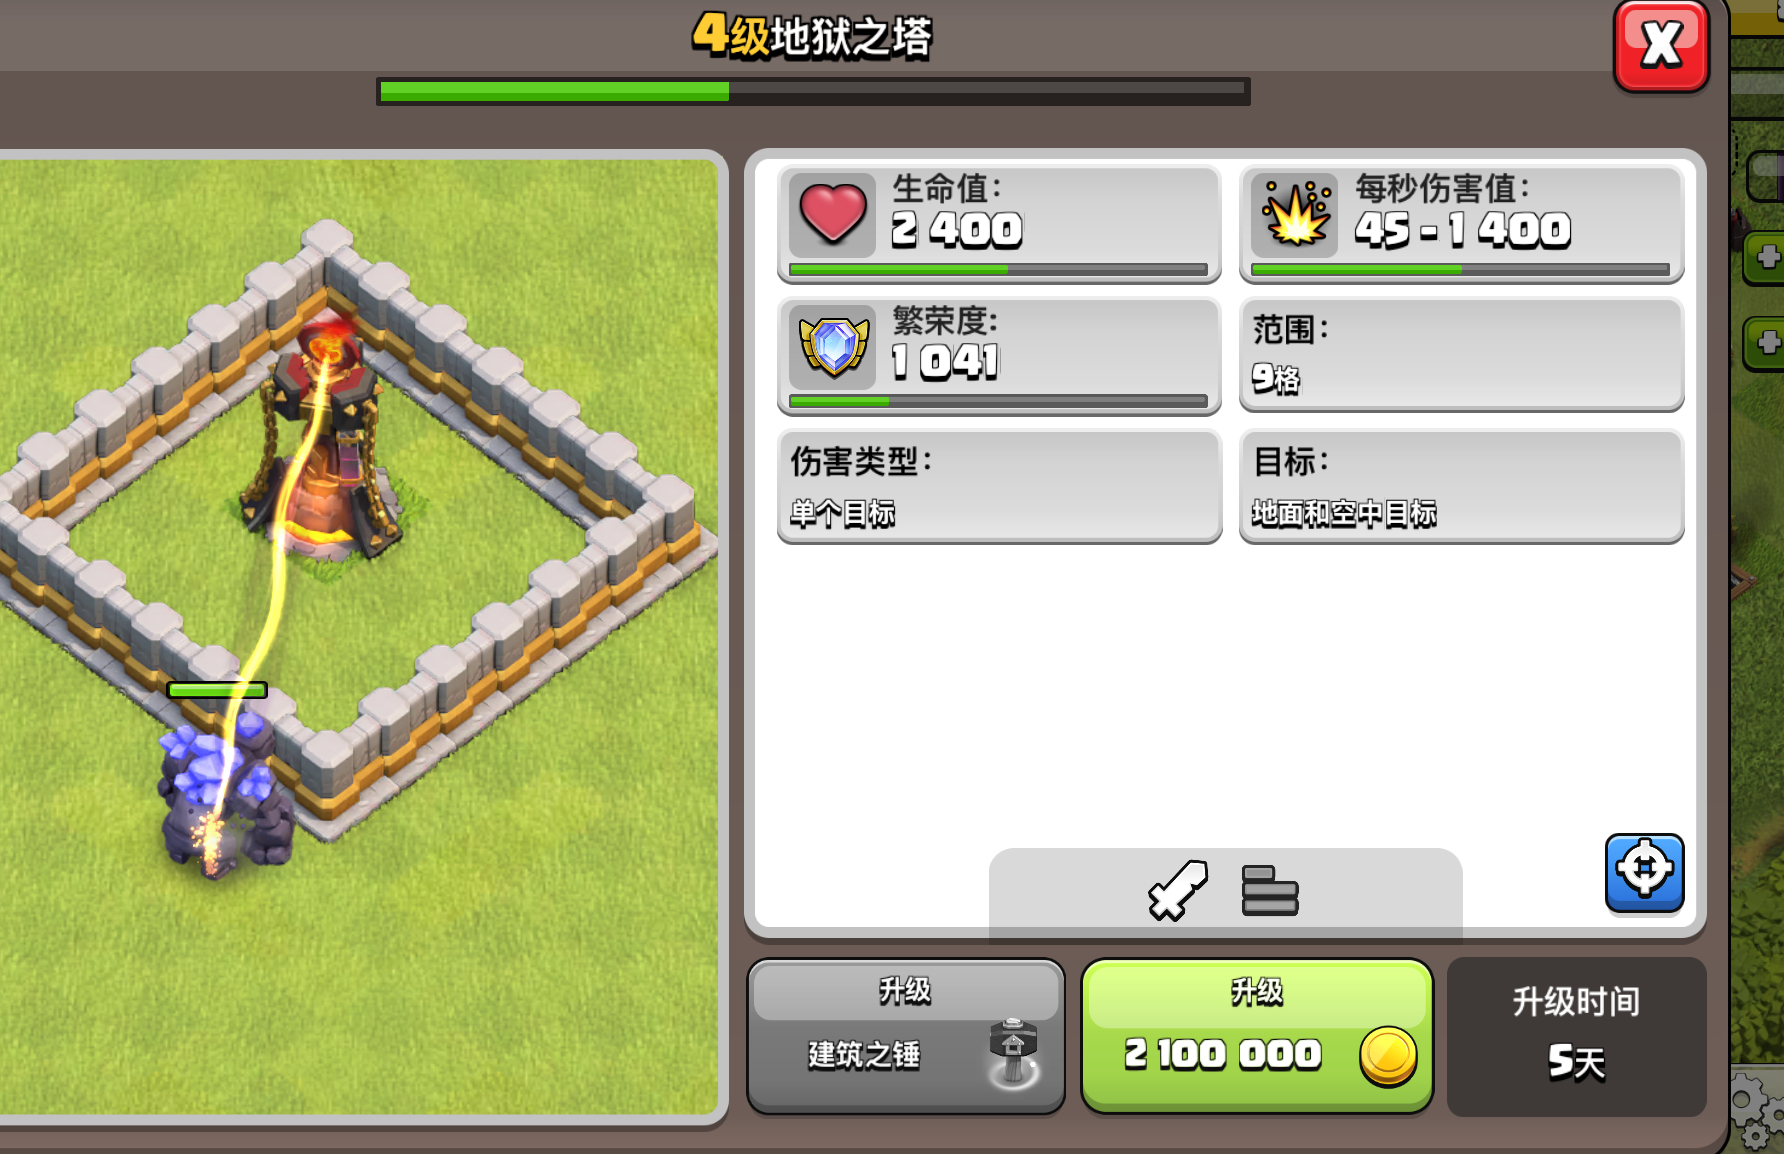 4级地狱之塔
X
生命值：
2 400
每秒伤害值：
45 - 1 400
繁荣度：
1 041
范围：
9格
伤害类型：
单个目标
目标：
地面和空中目标
升级
建筑之锤
升级
2 100 000
升级时间
5天